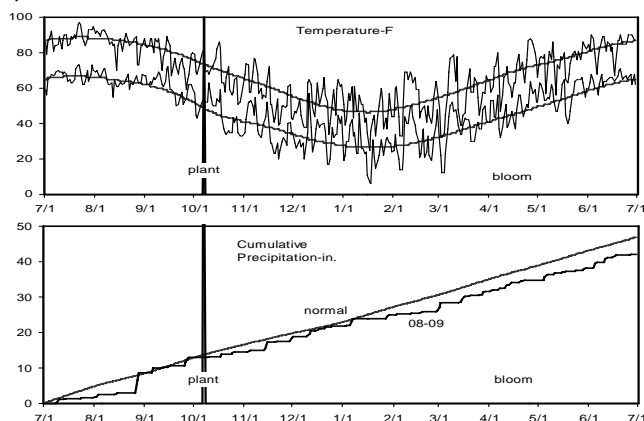 100
Temperature-F
80
60
40
20
plant
bloom
0
7/1 8/1 9/1 10/1 11/1 12/1 1/1 2/1 3/1 4/1 5/1 6/1 7/1
50
Cumulative
Precipitation-in.
40
30
normal
08-09
20
10
plant
bloom
0
7/1 8/1 9/1 10/1 11/1 12/1 1/1 2/1 3/1 4/1 5/1 6/1 7/1